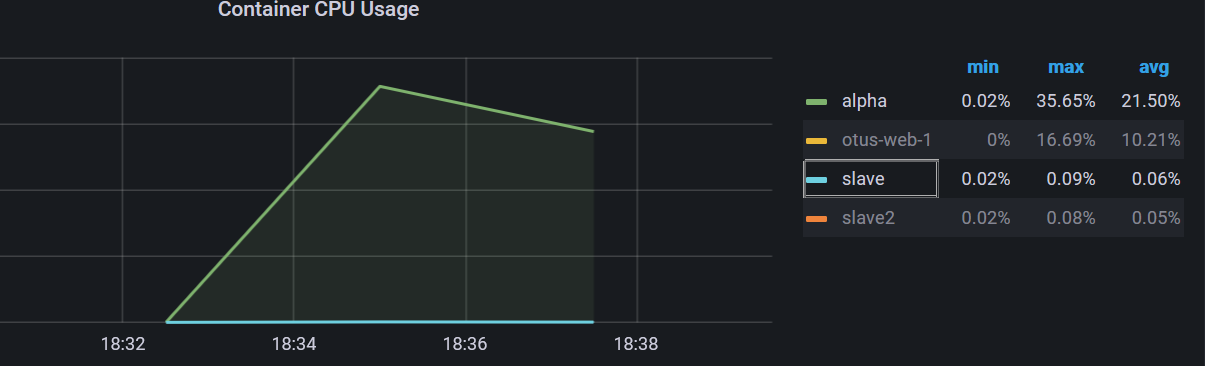 Container CPU Usage
min max avg
alpha 0.02% 35.65% 21.50%
otus-web-1 0% 16.69% 10.21%
slave 0.02% 0.09% 0.06%
slave2 0.02% 0.08% 0.05%
18:32 18:34 18:36 18:38